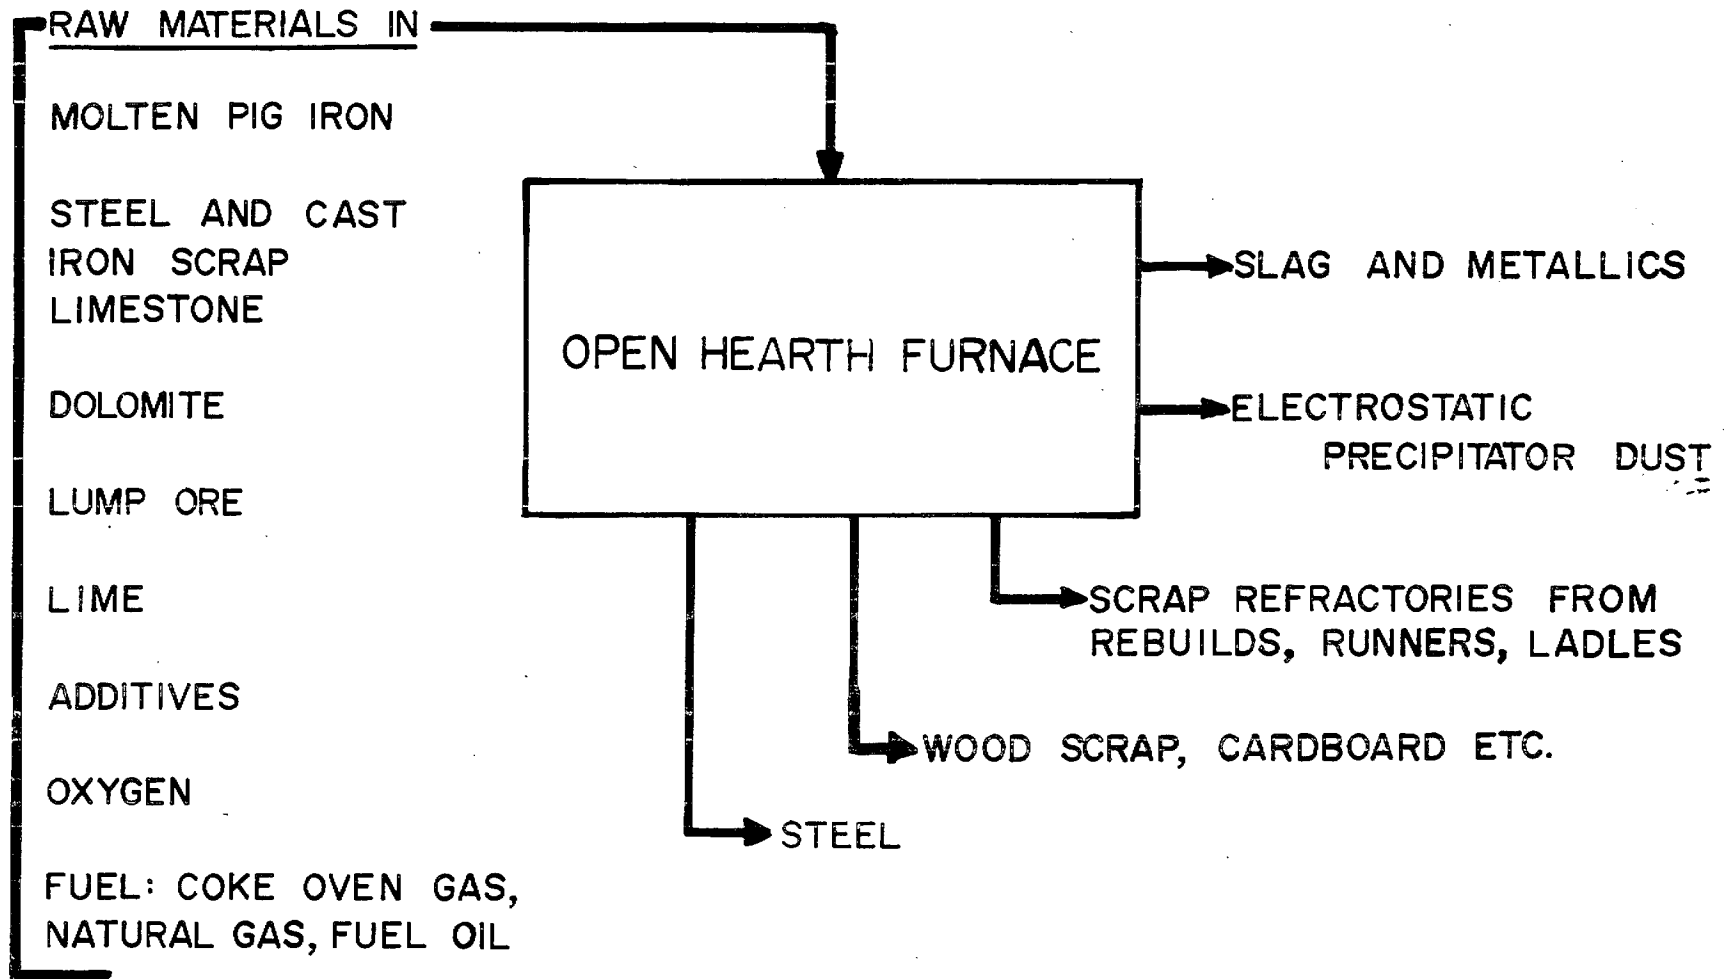 RAW MATERIALS IN
MOLTEN PIG IRON
STEEL AND CAST
IRON SCRAP
LIMESTONE
DOLOMITE
LUMP ORE
LIME
ADDITIVES
OXYGEN
FUEL: COKE OVEN GAS,
NATURAL GAS, FUEL OIL
OPEN HEARTH FURNACE
SLAG AND METALLICS
ELECTROSTATIC
PRECIPITATOR DUST
SCRAP REFRACTORIES FROM
REBUILDS, RUNNERS, LADLES
WOOD SCRAP, CARDBOARD ETC.
STEEL